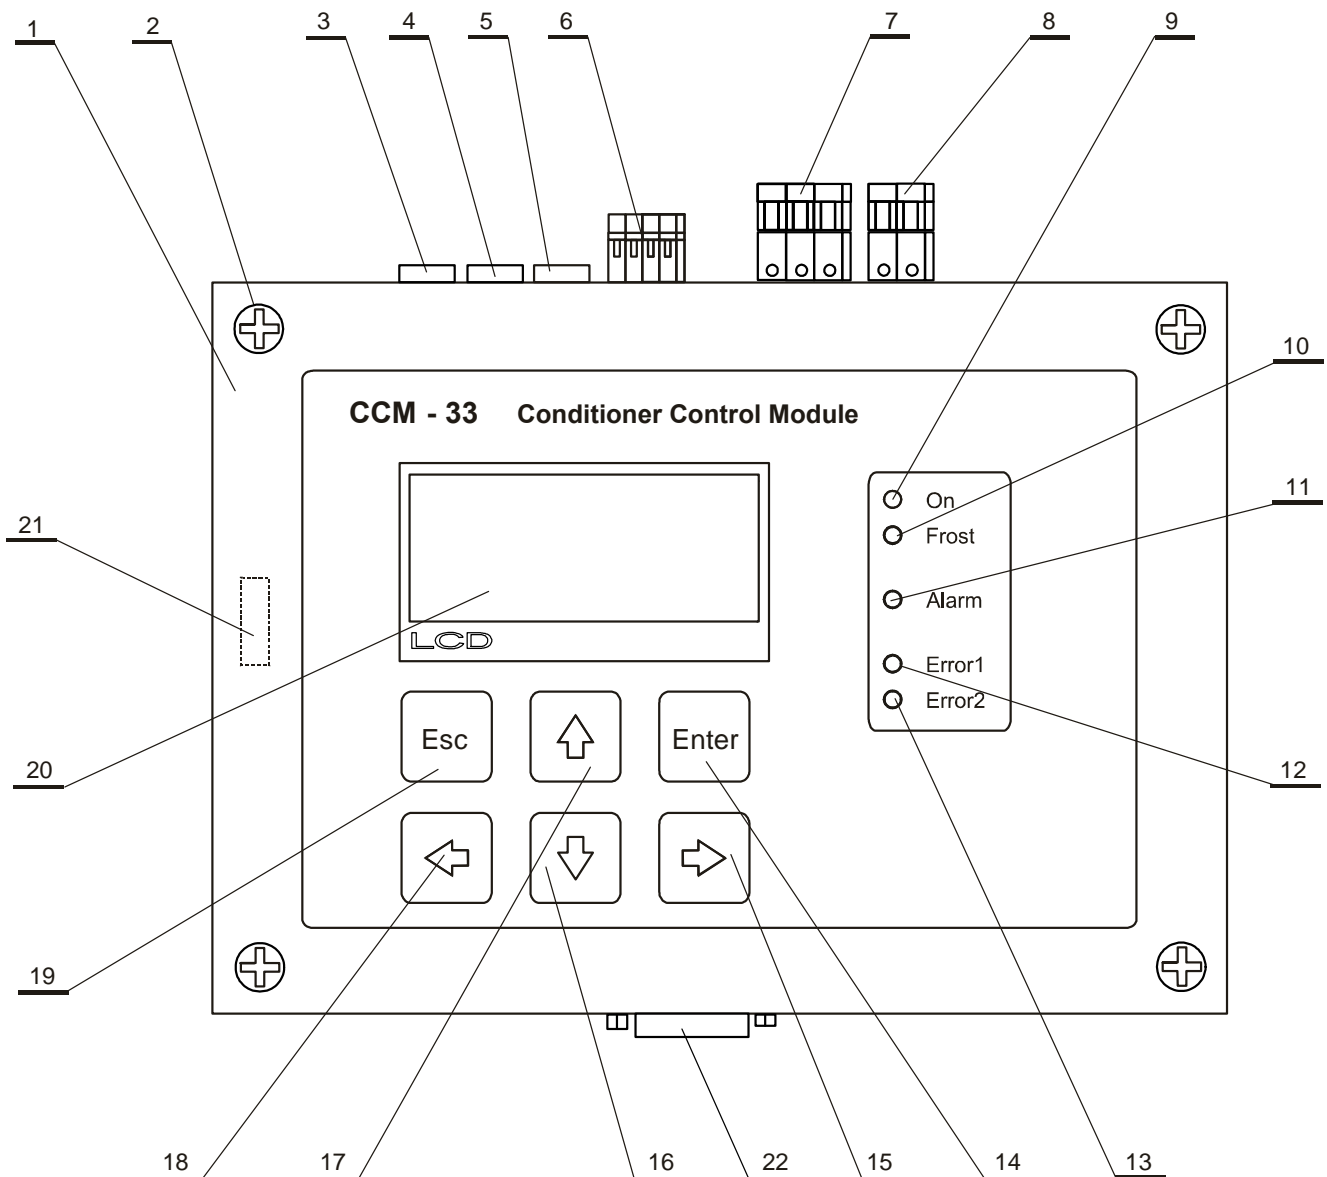 1 2 3 4 5 6 7 8 9
10
CCM - 33 Conditioner Control Module
11
On
21
Frost
Alarm
LCD
Error1
Error2
Esc Enter
20 12
19
18 17 16 22 15 14 13